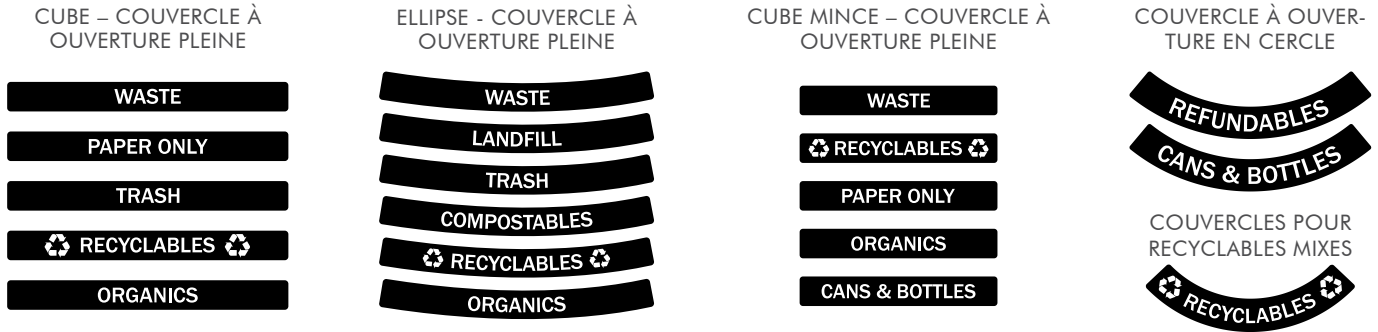 CUBE – COUVERCLE À
OUVERTURE PLEINE
WASTE
PAPER ONLY
TRASH
RECYCLABLES
ORGANICS
ELLIPSE - COUVERCLE À
OUVERTURE PLEINE
WASTE
LANDFILL
TRASH
COMPOSTABLES
RECYCLABLES
ORGANICS
CUBE MINCE – COUVERCLE À
OUVERTURE PLEINE
WASTE
RECYCLABLES
PAPER ONLY
ORGANICS
CANS & BOTTLES
COUVERCLE À OUVER-
TURE EN CERCLE
REFUNDABLES
CANS & BOTTLES
COUVERCLES POUR
RECYCLABLES MIXES
RECYCLABLES